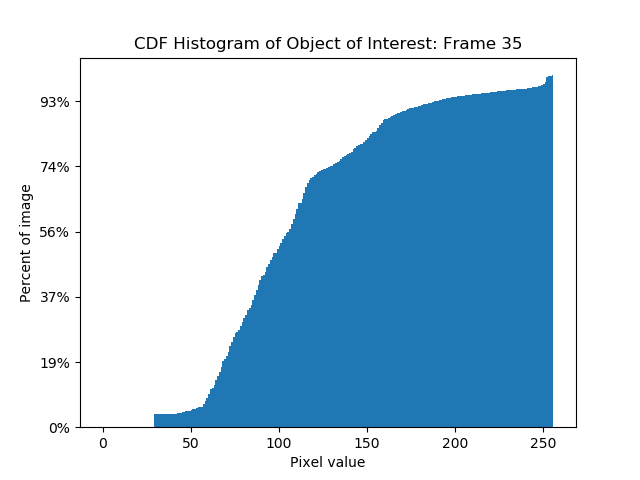 CDF Histogram of Object of Interest: Frame 35
Percent of image
93%
74%
56%
37%
19%
0%
0 50 100 150 200 250
Pixel value